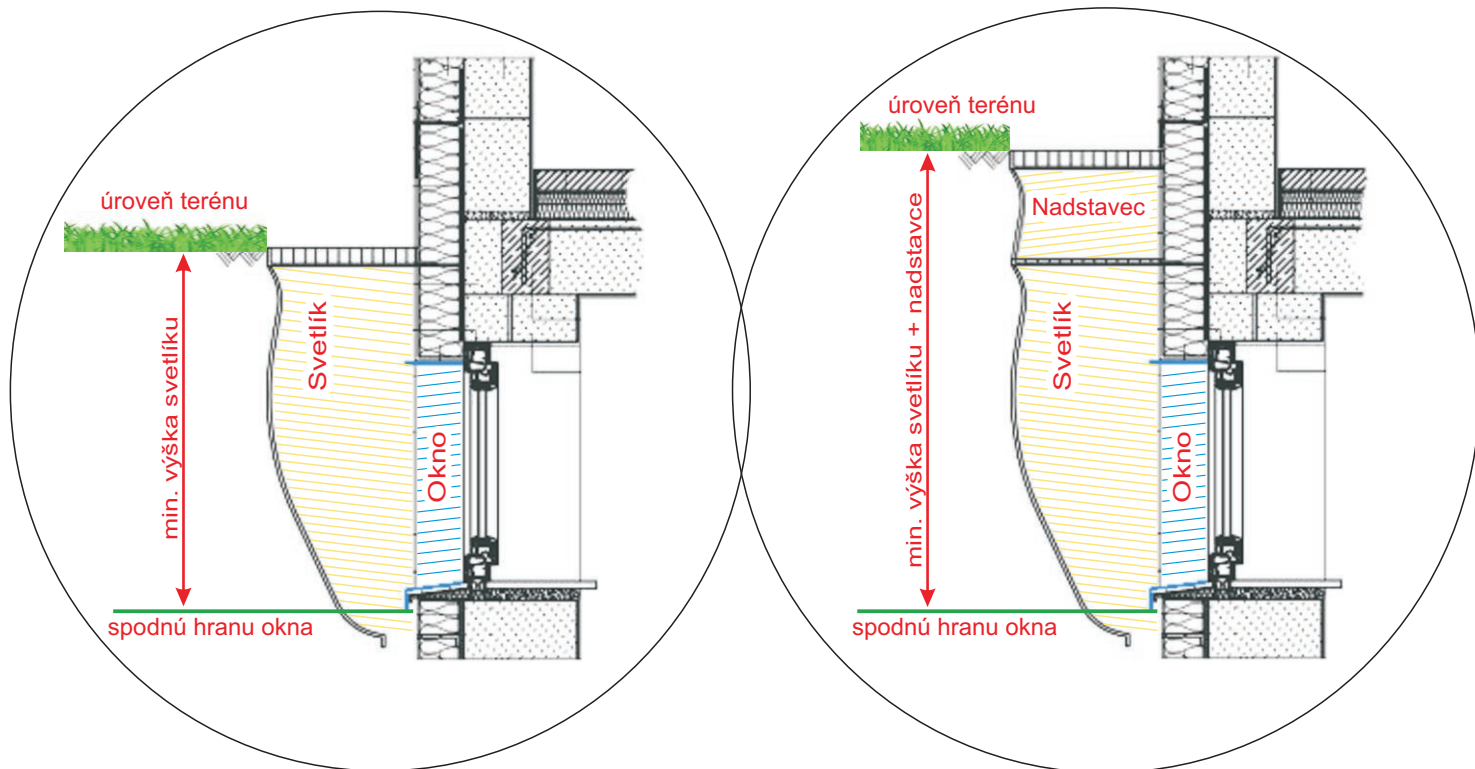 úroveň terénu
min. výška svetlíku
Svetlík
Okno
spodnú hranu okna
úroveň terénu
Nadstavec
min. výška svetlíku + nadstavce
Svetlík
Okno
spodnú hranu okna